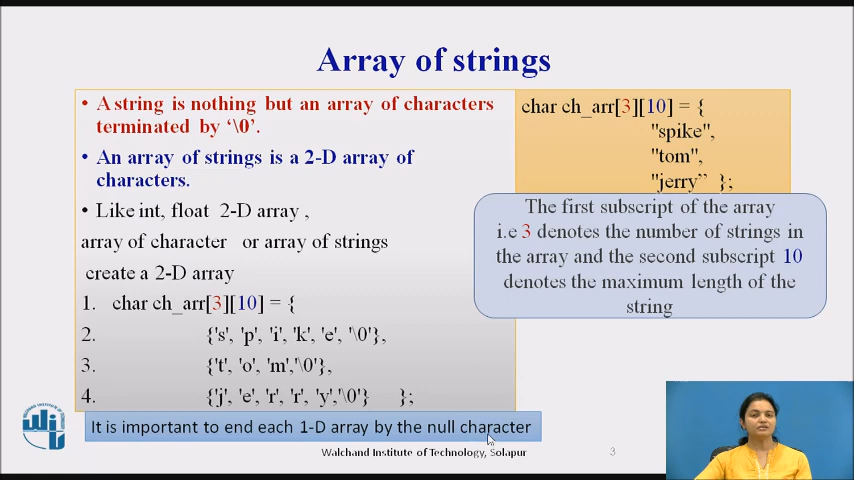 Array of strings
• A string is nothing but an array of characters
terminated by ‘\0’.
• An array of strings is a 2-D array of
characters.
• Like int, float 2-D array ,
array of character or array of strings
create a 2-D array
1. char ch_arr[3][10] = {
2. {'s', 'p', 'i', 'k', 'e', '\0'},
3. {'t', 'o', 'm','\0'},
4. {'j', 'e', 'r', 'r', 'y','\0'} };
It is important to end each 1-D array by the null character
char ch_arr[3][10] = {
"spike",
"tom",
"jerry” };
The first subscript of the array
i.e 3 denotes the number of strings in
the array and the second subscript 10
denotes the maximum length of the
string
Walchand Institute of Technology, Solapur
3